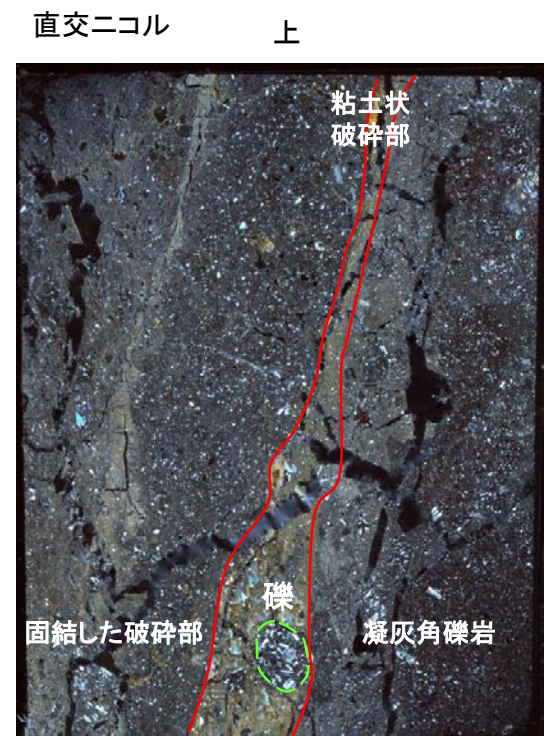 直交ニコル
上
粘土状
破砕部
礫
固結した破砕部
凝灰角礫岩